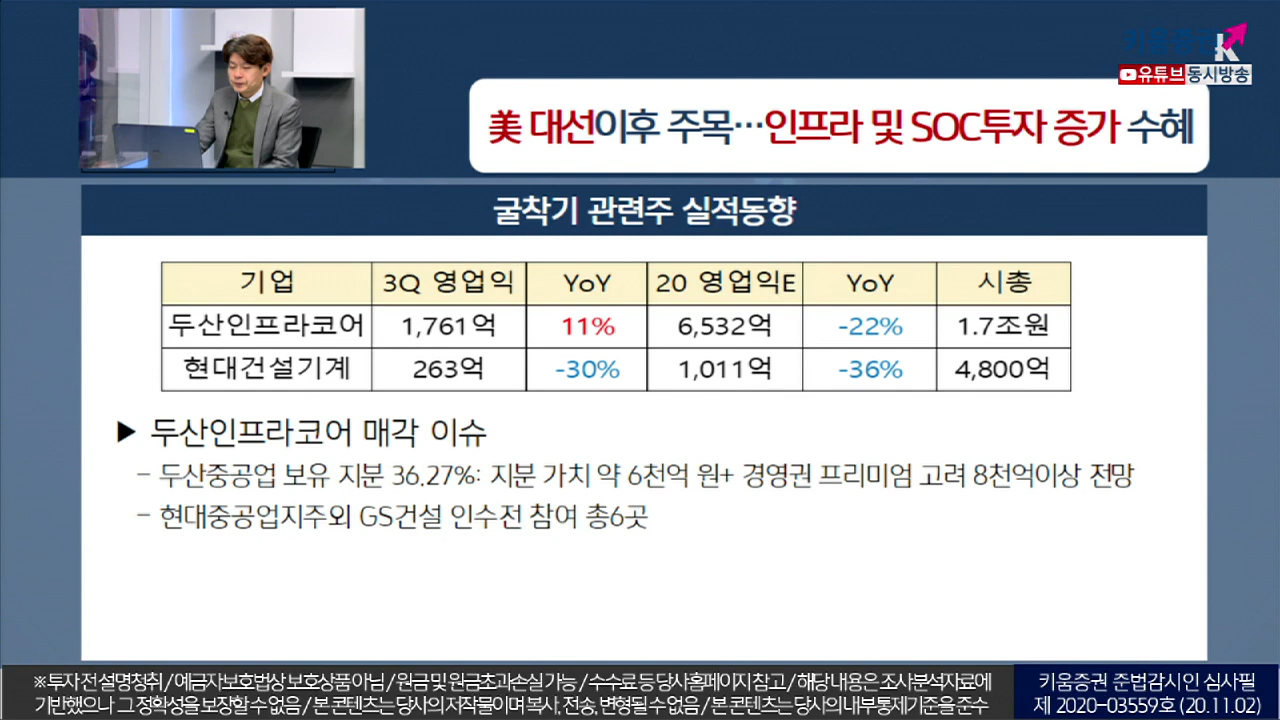 키움증권
유튜브 동시방송
美 대선이후 주목…인프라 및 SOC투자 증가 수혜
굴착기 관련주 실적동향
기업 3Q 영업익 YoY 20 영업익E YoY 시총
두산인프라코어 1,761억 11% 6,532억 -22% 1.7조원
현대건설기계 263억 -30% 1,011억 -36% 4,800억
▶ 두산인프라코어 매각 이슈
- 두산중공업 보유 지분 36.27%: 지분 가치 약 6천억 원+ 경영권 프리미엄 고려 8천억이상 전망
- 현대중공업지주외 GS건설 인수전 참여 총6곳
※ 투자 전 설명청취 / 예금자보호법상 보호상품 아님 / 원금 및 원금초과손실 가능 / 수수료 등 당사홈페이지 참고 / 해당 내용은 조사분석자료에
기반했으나 그 정확성을 보장할 수 없음 / 본 콘텐츠는 당사의 저작물이며 복사, 전송, 변형될 수 없음 / 본 콘텐츠는 당사의 내부통제기준을 준수
키움증권 준법감시인 심사필
제 2020-03559호 (20.11.02)